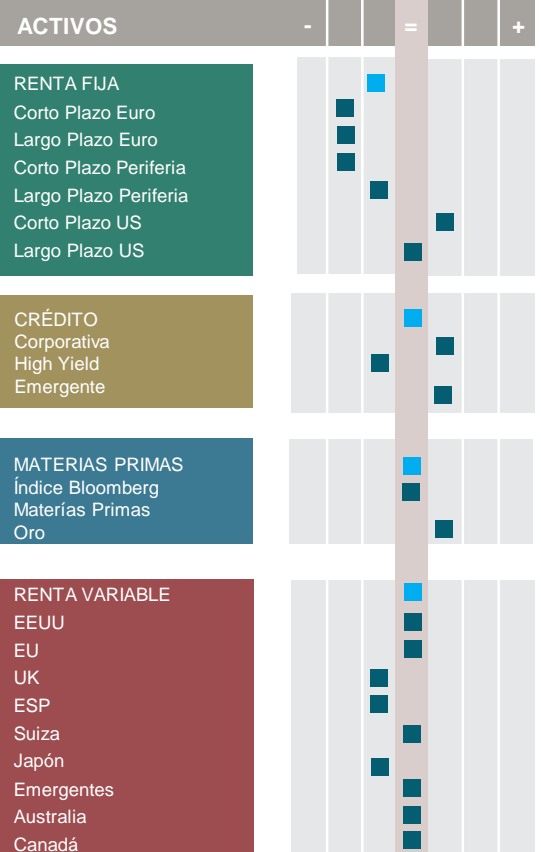 ACTIVOS - = +
RENTA FIJA
Corto Plazo Euro
Largo Plazo Euro
Corto Plazo Periferia
Largo Plazo Periferia
Corto Plazo US
Largo Plazo US
CRÉDITO
Corporativa
High Yield
Emergente
MATERIAS PRIMAS
Índice Bloomberg
Materías Primas
Oro
RENTA VARIABLE
EEUU
EU
UK
ESP
Suiza
Japón
Emergentes
Australia
Canadá